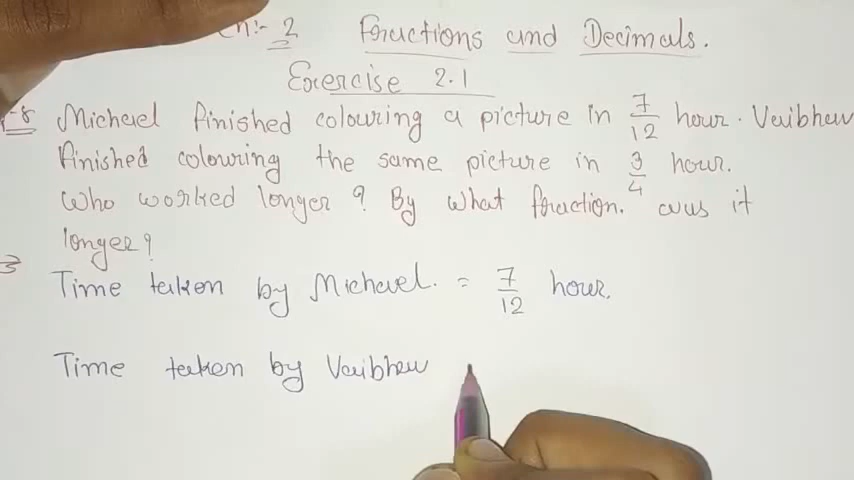 Ch:- 2 Fractions and Decimals.
Exercise 2.1
-8 Michael finished colouring a picture in 7/12 hour. Vaibhav
finished colouring the same picture in 3/4 hour.
Who worked longer? By what fraction. was it
longer?
Time taken by Michael. = 7/12 hour.
Time taken by Vaibhav